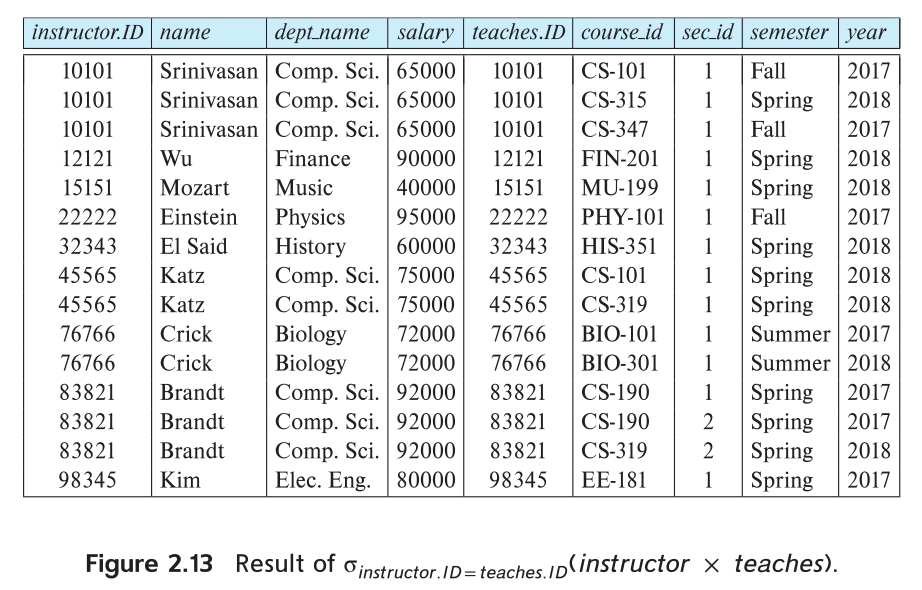 instructor.ID name dept_name salary teaches.ID course_id sec_id semester year
10101 Srinivasan Comp. Sci. 65000 10101 CS-101 1 Fall 2017
10101 Srinivasan Comp. Sci. 65000 10101 CS-315 1 Spring 2018
10101 Srinivasan Comp. Sci. 65000 10101 CS-347 1 Fall 2017
12121 Wu Finance 90000 12121 FIN-201 1 Spring 2018
15151 Mozart Music 40000 15151 MU-199 1 Spring 2018
22222 Einstein Physics 95000 22222 PHY-101 1 Fall 2017
32343 El Said History 60000 32343 HIS-351 1 Spring 2018
45565 Katz Comp. Sci. 75000 45565 CS-101 1 Spring 2018
45565 Katz Comp. Sci. 75000 45565 CS-319 1 Spring 2018
76766 Crick Biology 72000 76766 BIO-101 1 Summer 2017
76766 Crick Biology 72000 76766 BIO-301 1 Summer 2018
83821 Brandt Comp. Sci. 92000 83821 CS-190 1 Spring 2017
83821 Brandt Comp. Sci. 92000 83821 CS-190 2 Spring 2017
83821 Brandt Comp. Sci. 92000 83821 CS-319 2 Spring 2018
98345 Kim Elec. Eng. 80000 98345 EE-181 1 Spring 2017
Figure 2.13 Result of σinstructor.ID=teaches.ID(instructor × teaches).